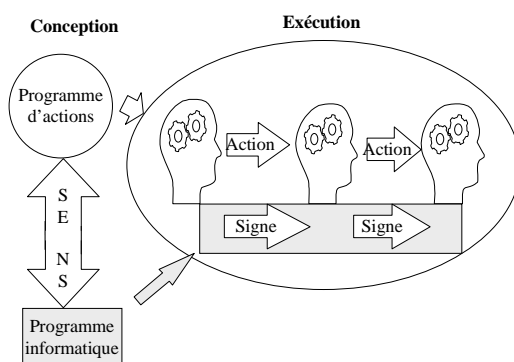 Conception
Exécution
Programme
d'actions
Action
Action
S
E
N
S
Signe
Signe
Programme
informatique